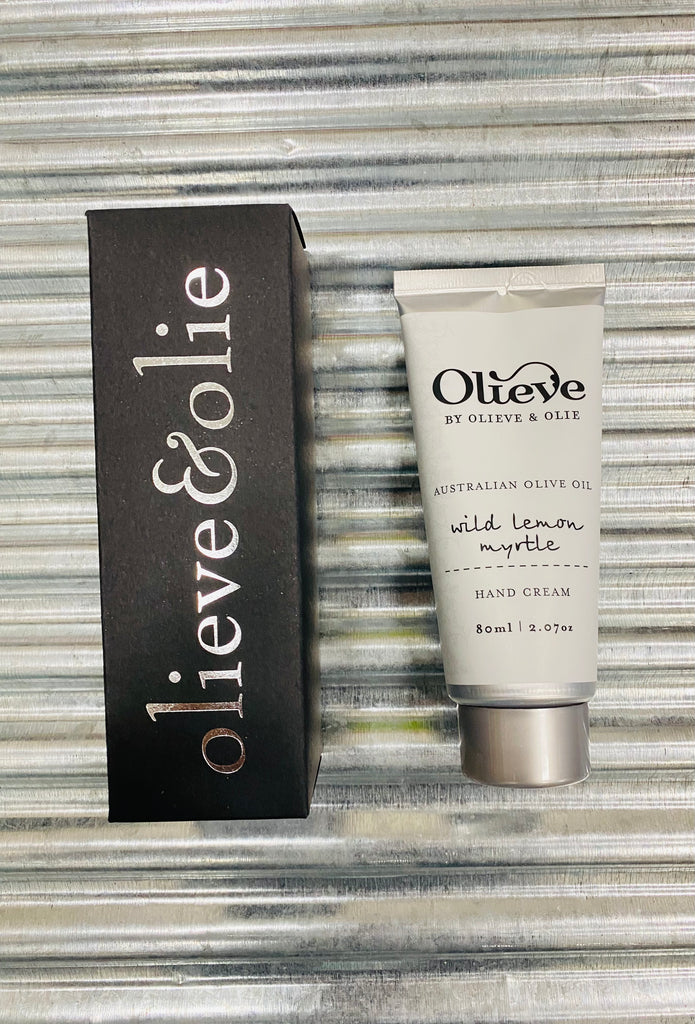 olieve&olie
Olieve
BY OLIEVE & OLIE
AUSTRALIAN OLIVE OIL
wild lemon
myrtle
HAND CREAM
80ml | 2.07oz